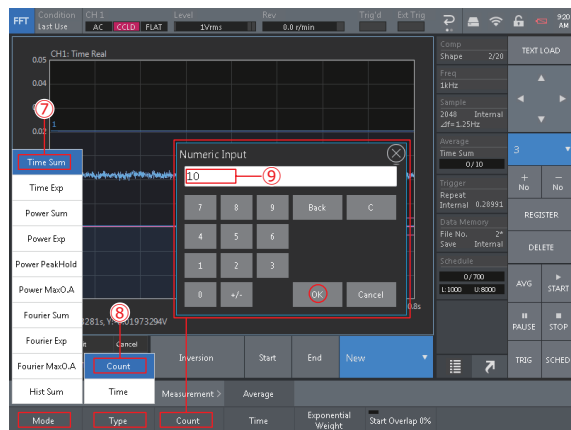 FFT
Condition
Last Use
CH 1
AC CCLD FLAT
Level
1Vrms
Rev
0.0 r/min
Trig'd Ext Trig
9:20
AM
CH1: Time Real
0.05
0.04
0.02
1
⑦
Time Sum
Time Exp
Power Sum
Power Exp
Power PeakHold
Power MaxO.A
Fourier Sum
Fourier Exp
Fourier MaxO.A
Hist Sum
Numeric Input
10
⑨
7 8 9 Back C
4 5 6
1 2 3
0 +/- OK Cancel
0.8s
⑧
Cancel
Count
Time
Inversion Start End New
Measurement > Average
Mode Type Count Time Exponential
Weight Start Overlap 0%
Comp
Shape 2/20
Freq
1kHz
Sample
2048 Internal
⊿f=1.25Hz
Average
Time Sum
0/10
Trigger
Repeat
Internal 0.28991
Data Memory
File No. 2*
Save Internal
Schedule
0/700
L:1000 U:8000
TEXT LOAD
3
+
No
−
No
REGISTER
DELETE
AVG START
PAUSE STOP
TRIG SCHED